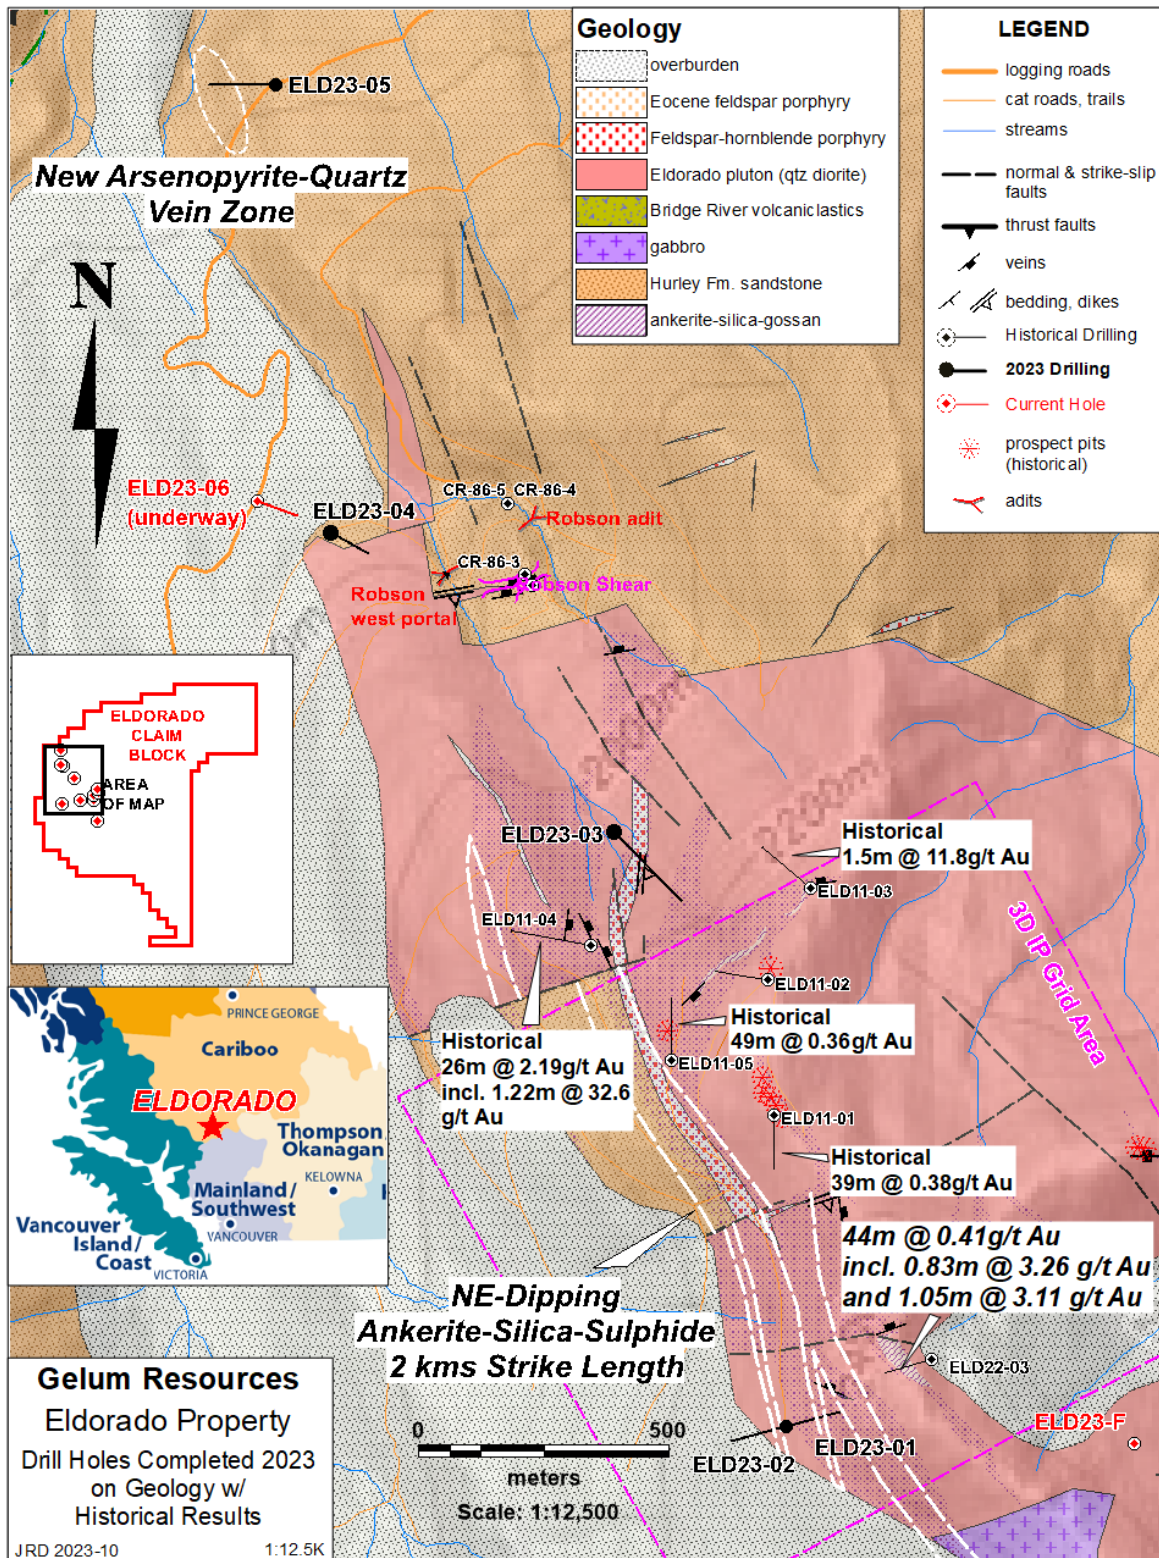 Geology
overburden
Eocene feldspar porphyry
Feldspar-hornblende porphyry
Eldorado pluton (qtz diorite)
Bridge River volcaniclastics
gabbro
Hurley Fm. sandstone
ankerite-silica-gossan
LEGEND
logging roads
cat roads, trails
streams
normal & strike-slip
faults
thrust faults
veins
bedding, dikes
Historical Drilling
2023 Drilling
Current Hole
prospect pits
(historical)
adits
ELD23-05
New Arsenopyrite-Quartz
Vein Zone
N
ELD23-06
(underway)
ELD23-04
CR-86-5
CR-86-4
Robson adit
CR-86-3
Robson Shear
Robson
west portal
ELDORADO
CLAIM
BLOCK
AREA
OF MAP
2200m
ELD23-03
Historical
1.5m @ 11.8g/t Au
ELD11-03
ELD11-04
3D IP Grid Area
ELD11-02
Historical
49m @ 0.36g/t Au
Historical
26m @ 2.19g/t Au
incl. 1.22m @ 32.6
g/t Au
ELD11-05
ELD11-01
Historical
39m @ 0.38g/t Au
PRINCE GEORGE
Cariboo
ELDORADO
Thompson
Okanagan
KELOWNA
Mainland/
Southwest
VANCOUVER
Vancouver
Island/
Coast
VICTORIA
44m @ 0.41g/t Au
incl. 0.83m @ 3.26 g/t Au
and 1.05m @ 3.11 g/t Au
NE-Dipping
Ankerite-Silica-Sulphide
2 kms Strike Length
ELD22-03
ELD23-F
ELD23-01
ELD23-02
0 500
meters
Scale: 1:12,500
Gelum Resources
Eldorado Property
Drill Holes Completed 2023
on Geology w/
Historical Results
JRD 2023-10 1:12.5K